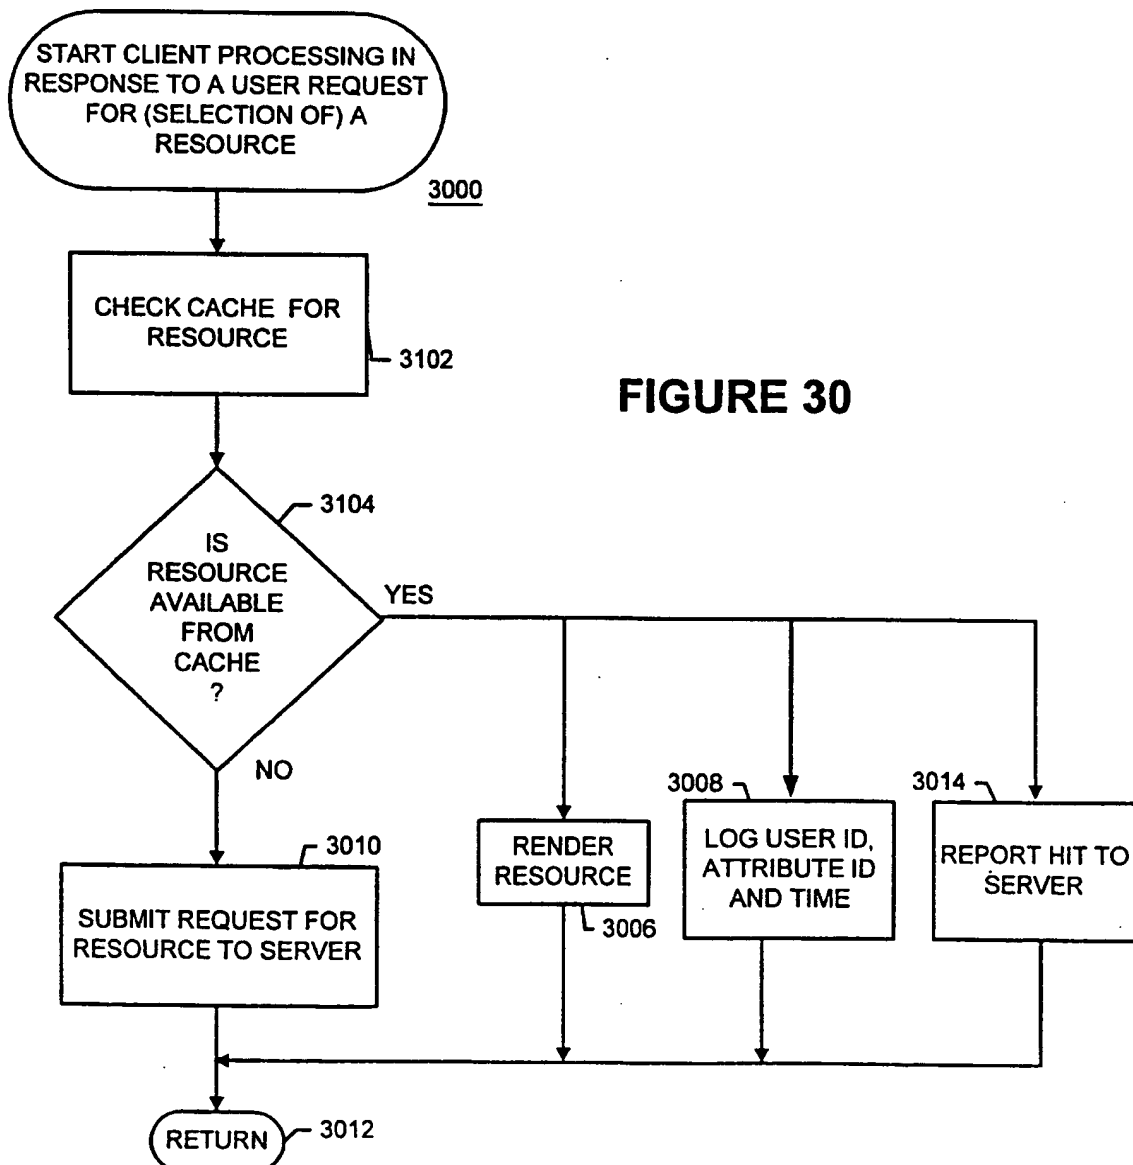 START CLIENT PROCESSING IN
RESPONSE TO A USER REQUEST
FOR (SELECTION OF) A
RESOURCE
3000
CHECK CACHE FOR
RESOURCE
3102
FIGURE 30
3104
IS
RESOURCE
AVAILABLE
FROM
CACHE
?
YES
NO
3010
SUBMIT REQUEST FOR
RESOURCE TO SERVER
RENDER
RESOURCE
3006
3008
LOG USER ID,
ATTRIBUTE ID
AND TIME
3014
REPORT HIT TO
SERVER
RETURN
3012